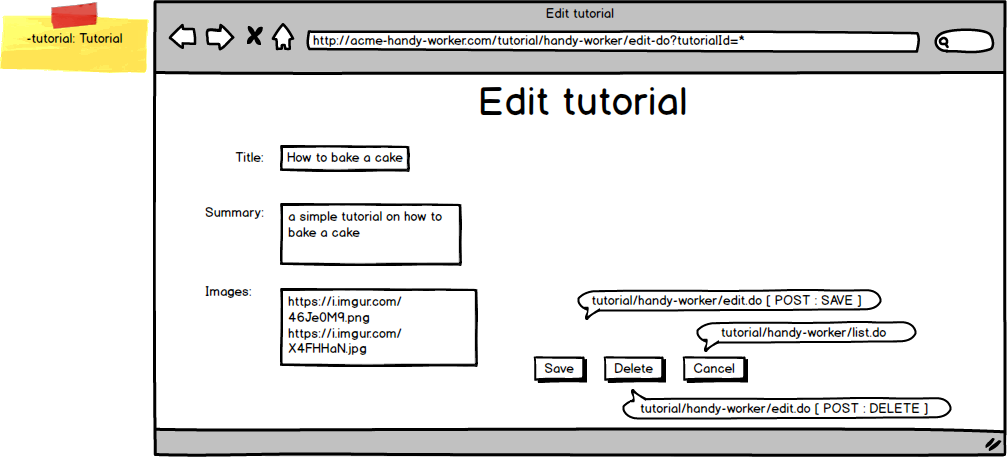 -tutorial: Tutorial
Edit tutorial
http://acme-handy-worker.com/tutorial/handy-worker/edit-do?tutorialId=*
Edit tutorial
Title:
How to bake a cake
Summary:
a simple tutorial on how to
bake a cake
Images:
https://i.imgur.com/
46Je0M9.png
https://i.imgur.com/
X4FHHaN.jpg
tutorial/handy-worker/edit.do [ POST : SAVE ]
tutorial/handy-worker/list.do
Save
Delete
Cancel
tutorial/handy-worker/edit.do [ POST : DELETE ]